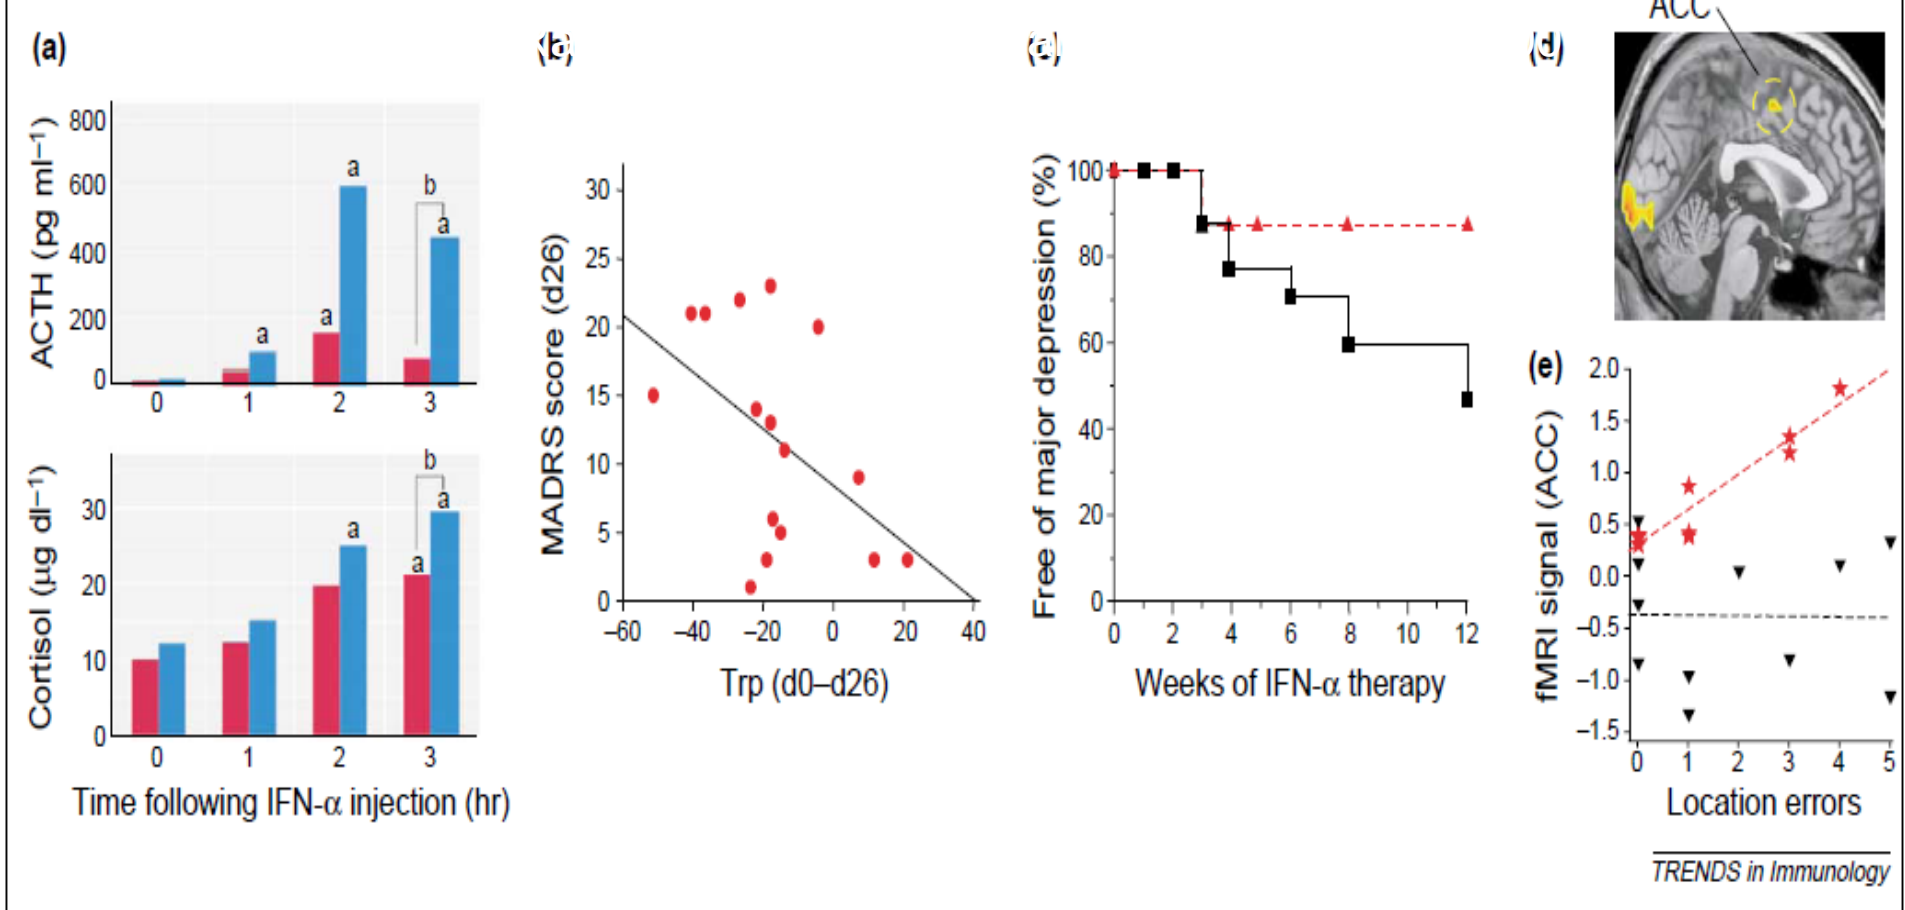 (a)
ACTH (pg ml–1)
800
600
400
200
0
a
a
a
b
a
0 1 2 3
Cortisol (µg dl–1)
30
20
10
0
a
a
b
a
0 1 2 3
Time following IFN-α injection (hr)
(b)
MADRS score (d26)
30
25
20
15
10
5
0
–60 –40 –20 0 20 40
Trp (d0–d26)
Free of major depression (%)
100
80
60
40
20
0
0 2 4 6 8 10 12
Weeks of IFN-α therapy
ACC
(d)
(e)
fMRI signal (ACC)
2.0
1.5
1.0
0.5
0.0
–0.5
–1.0
–1.5
0 1 2 3 4 5
Location errors
TRENDS in Immunology